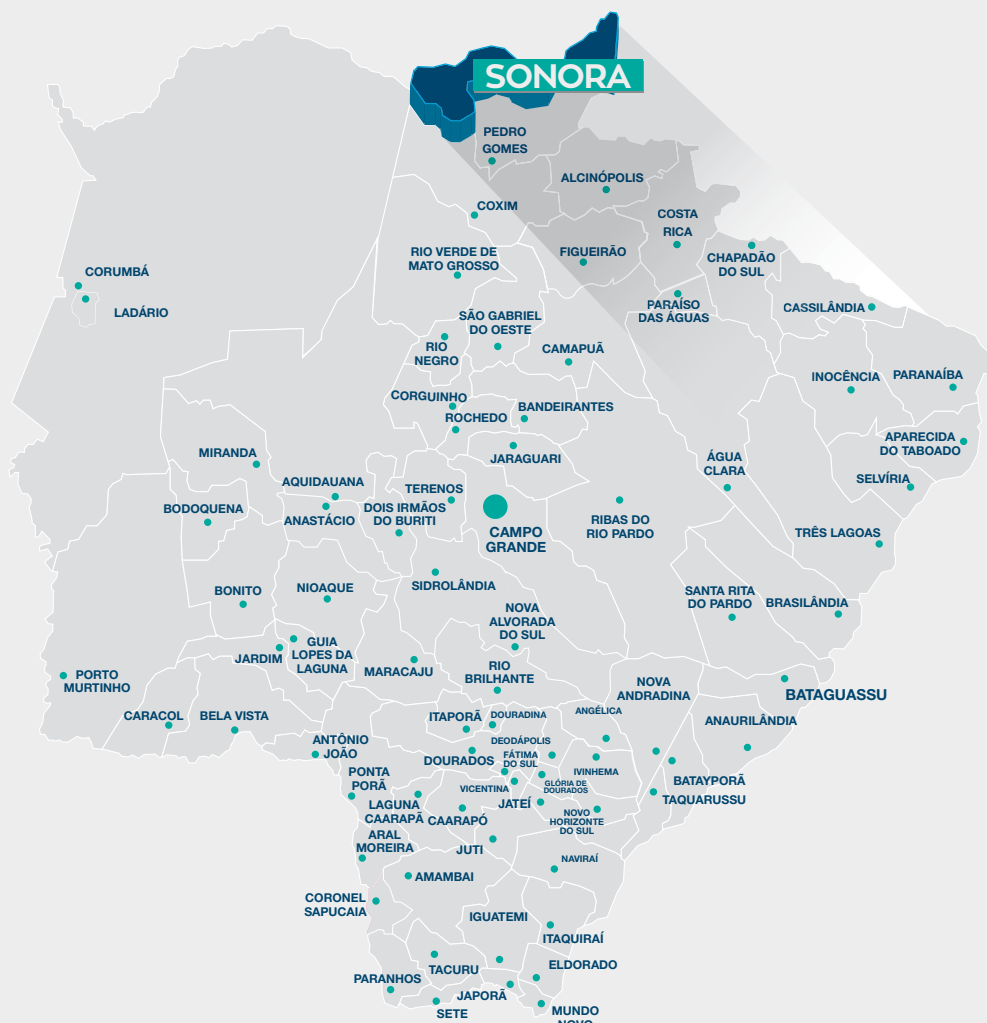 SONORA
PEDRO
GOMES
ALCINÓPOLIS
COXIM
COSTA
RICA
RIO VERDE DE
MATO GROSSO
FIGUEIRÃO
CHAPADÃO
DO SUL
CORUMBÁ
LADÁRIO
PARAÍSO
DAS ÁGUAS
CASSILÂNDIA
SÃO GABRIEL
DO OESTE
RIO
NEGRO
CAMAPUÃ
INOCÊNCIA
PARANAÍBA
CORGUINHO
BANDEIRANTES
ROCHEDO
APARECIDA
DO TABOADO
MIRANDA
JARAGUARI
ÁGUA
CLARA
SELVÍRIA
AQUIDAUANA
TERENOS
BODOQUENA
ANASTÁCIO
DOIS IRMÃOS
DO BURITI
CAMPO
GRANDE
RIBAS DO
RIO PARDO
TRÊS LAGOAS
SIDROLÂNDIA
BONITO
NIOAQUE
SANTA RITA
DO PARDO
BRASILÂNDIA
NOVA
ALVORADA
DO SUL
GUIA
LOPES DA
LAGUNA
JARDIM
MARACAJU
RIO
BRILHANTE
PORTO
MURTINHO
NOVA
ANDRADINA
BATAGUASSU
CARACOL
BELA VISTA
ITAPORÃ
DOURADINA
ANGÉLICA
ANAURILÂNDIA
ANTÔNIO
JOÃO
DEODÁPOLIS
DOURADOS
FÁTIMA
DO SUL
IVINHEMA
PONTA
PORÃ
VICENTINA
GLÓRIA DE
DOURADOS
BATAYPORÃ
TAQUARUSSU
LAGUNA
CAARAPÃ
CAARAPÓ
JATEÍ
NOVO
HORIZONTE
DO SUL
ARAL
MOREIRA
JUTI
NAVIRAÍ
AMAMBAI
CORONEL
SAPUCAIA
IGUATEMI
ITAQUIRAÍ
TACURU
ELDORADO
PARANHOS
JAPORÃ
SETE
MUNDO
NOVO